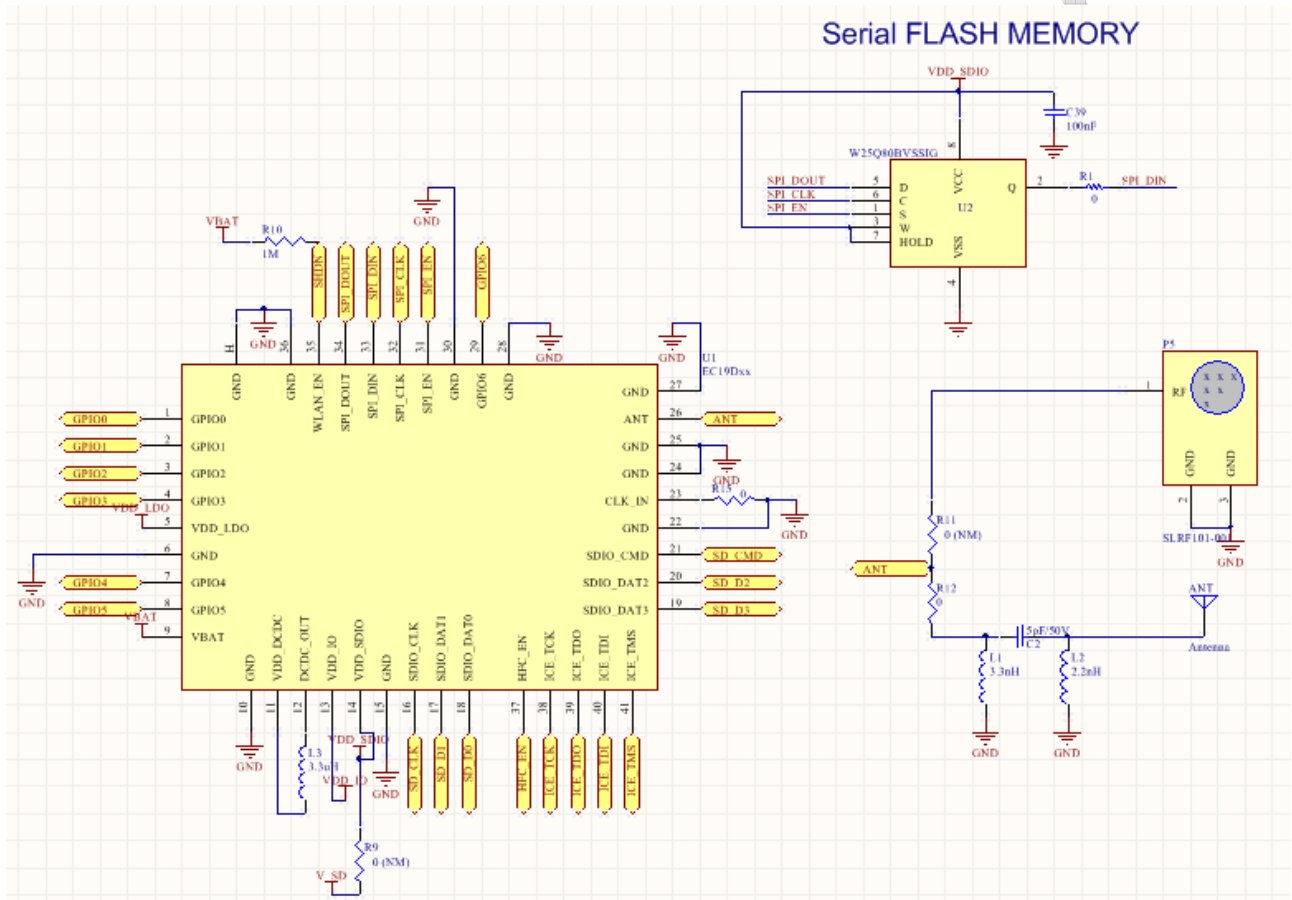 Serial FLASH MEMORY
VDD_SDIO
C39
100nF
W25Q80BVSSIG
SPI_DOUT 5 D
SPI_CLK 6 C
SPI_EN 1 S
3 W
7 HOLD
8 VCC
U2
VSS 4
Q 2
R1
0
SPI_DIN
VBAT
R10
1M
GND
SHDN
SPI_DOUT
SPI_DIN
SPI_CLK
SPI_EN
GPIO6
GND
GND
GND
U1
EC19Dxx
H GND
36 GND
35 WLAN_EN
34 SPI_DOUT
33 SPI_DIN
32 SPI_CLK
31 SPI_EN
30 GND
29 GPIO6
28 GND
GPIO0 1 GPIO0
GPIO1 2 GPIO1
GPIO2 3 GPIO2
GPIO3 4 GPIO3
VDD_LDO 5 VDD_LDO
6 GND
GND
GPIO4 7 GPIO4
GPIO5 8 GPIO5
VBAT 9 VBAT
GND 27
ANT 26 ANT
GND 25
GND 24
GND
CLK_IN 23
R15 0
GND 22
GND
SDIO_CMD 21 SD_CMD
SDIO_DAT2 20 SD_D2
SDIO_DAT3 19 SD_D3
GND 10
VDD_DCDC 11
DCDC_OUT 12
VDD_IO 13
VDD_SDIO 14
GND 15
SDIO_CLK 16
SDIO_DAT1 17
SDIO_DAT0 18
HFC_EN 37
ICE_TCK 38
ICE_TDO 39
ICE_TDI 40
ICE_TMS 41
GND
L3
3.3uH
VDD_SDIO
VDD_IO
GND
SD_CLK
SD_D1
SD_D0
HFC_EN
ICE_TCK
ICE_TDO
ICE_TDI
ICE_TMS
R9
0 (NM)
V_SD
P5
1 RF
x x x
x x
x
GND 2
GND 3
SLRF101-001
GND
R11
0 (NM)
ANT
R12
0
5pF/50V
C2
L1
3.3nH
L2
2.2nH
GND
GND
ANT
Antenna